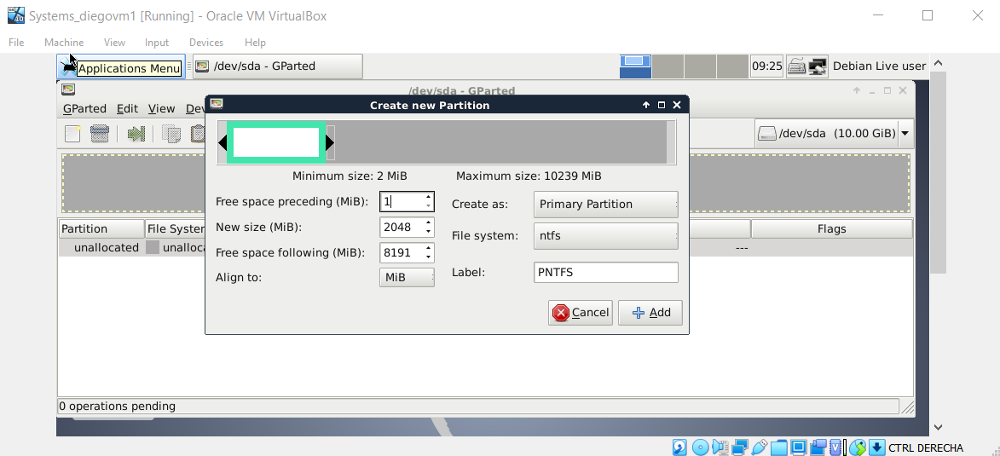 Systems_diegovm1 [Running] - Oracle VM VirtualBox
File Machine View Input Devices Help
Applications Menu /dev/sda - GParted 09:25 Debian Live user
/dev/sda - GParted
GParted Edit View Dev
Create new Partition
/dev/sda (10.00 GiB)
Minimum size: 2 MiB Maximum size: 10239 MiB
Free space preceding (MiB): 1 Create as: Primary Partition
New size (MiB): 2048 File system: ntfs
Free space following (MiB): 8191
Align to: MiB Label: PNTFS
Cancel Add
Partition File System Flags
unallocated unalloca ---
0 operations pending
CTRL DERECHA